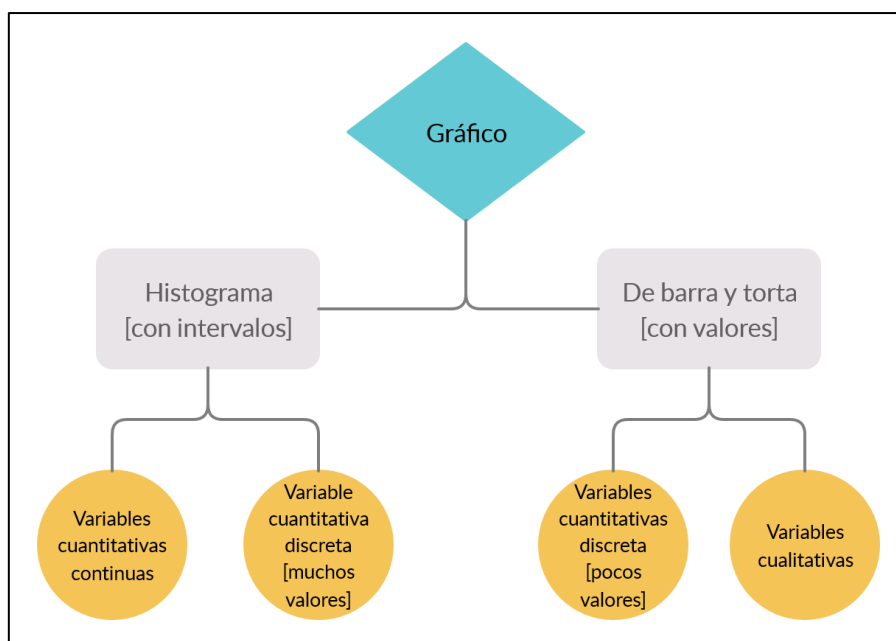 Gráfico
Histograma
[con intervalos]
De barra y torta
[con valores]
Variables
cuantitativas
continuas
Variable
cuantitativa
discreta
[muchos
valores]
Variables
cuantitativas
discreta
[pocos
valores]
Variables
cualitativas